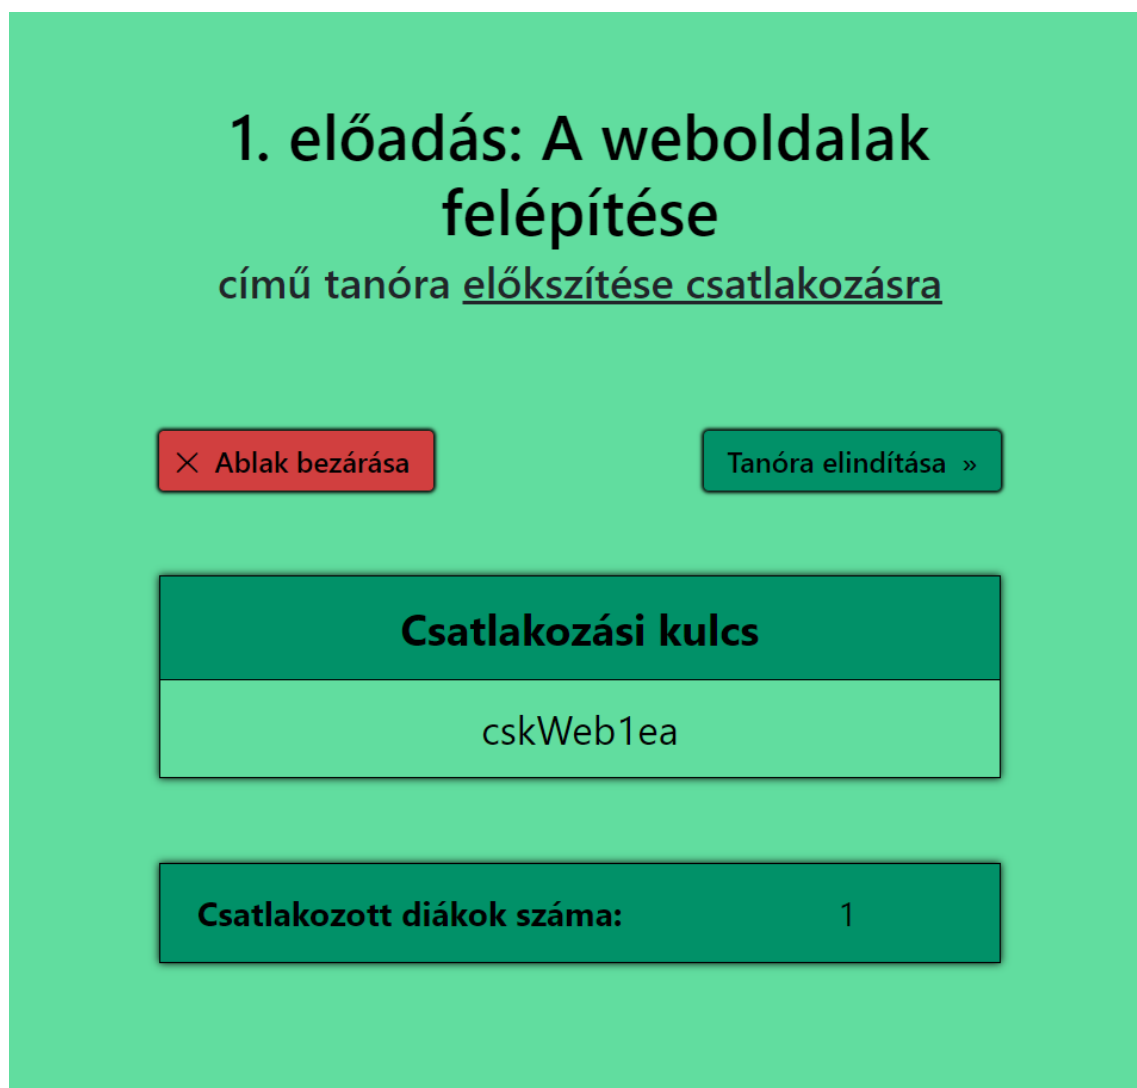 1. előadás: A weboldalak
felépítése
című tanóra előkszítése csatlakozásra
× Ablak bezárása
Tanóra elindítása »
Csatlakozási kulcs
cskWeb1ea
Csatlakozott diákok száma: 1